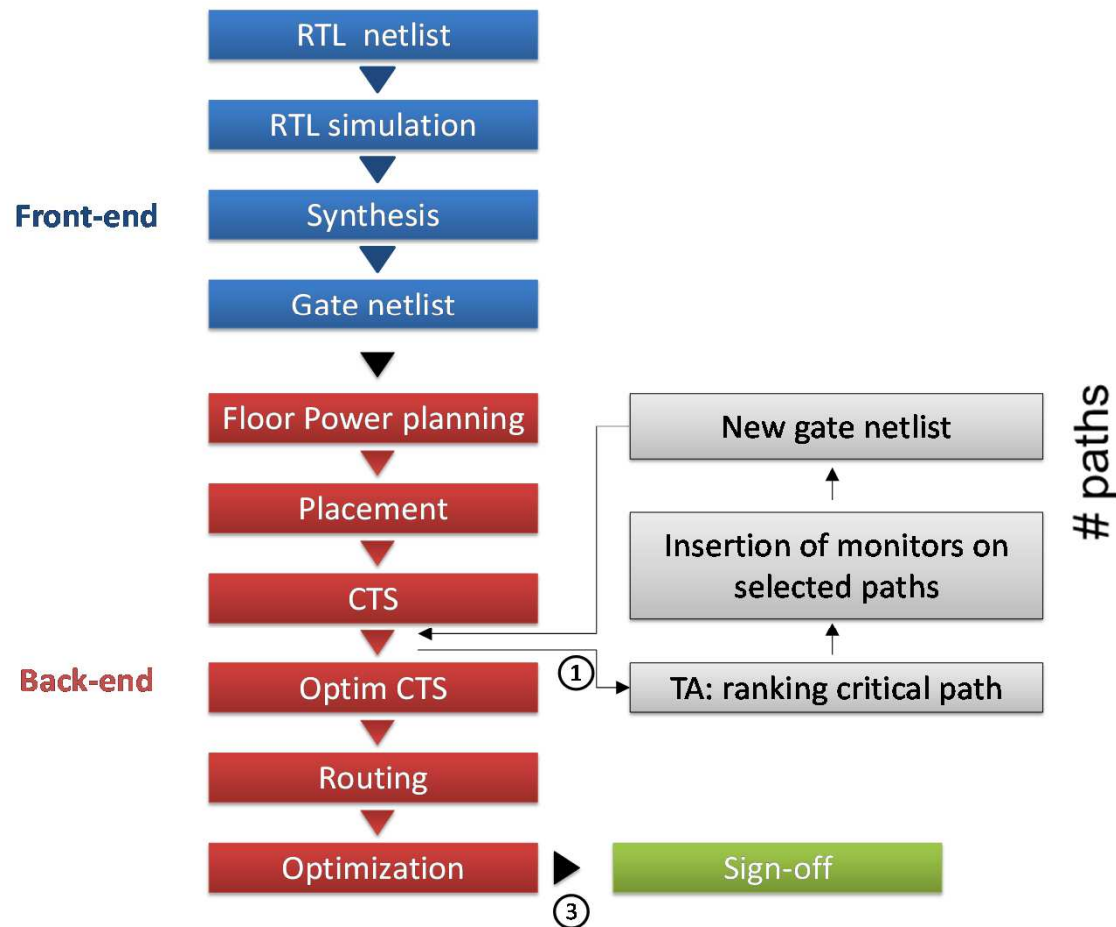 RTL netlist
RTL simulation
Front-end
Synthesis
Gate netlist
Floor Power planning
Placement
CTS
Back-end
Optim CTS
Routing
Optimization
New gate netlist
Insertion of monitors on
selected paths
TA: ranking critical path
1
3
Sign-off
# paths